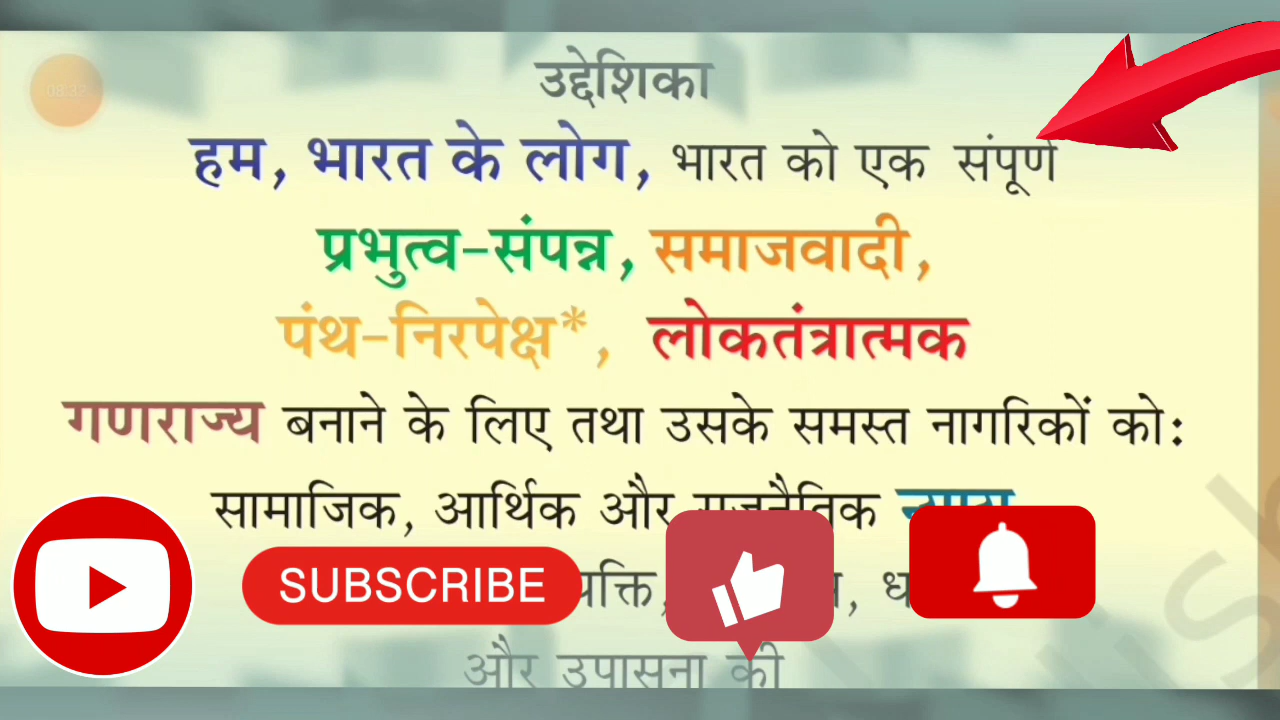 उद्देशिका
हम, भारत के लोग, भारत को एक संपूर्ण
प्रभुत्व-संपन्न, समाजवादी,
पंथ-निरपेक्ष*, लोकतंत्रात्मक
गणराज्य बनाने के लिए तथा उसके समस्त नागरिकों को:
सामाजिक, आर्थिक और
SUBSCRIBE
और उपासना की